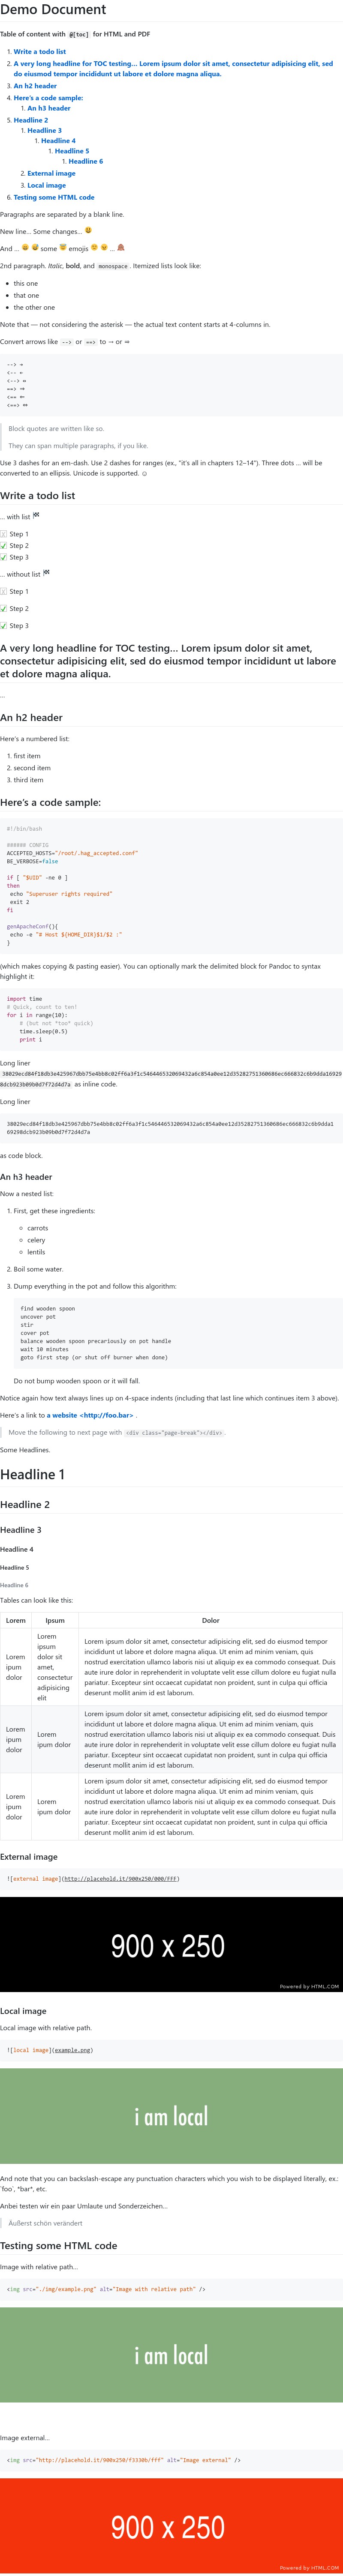 Demo Document
Table of content with @[toc] for HTML and PDF
1. Write a todo list
2. A very long headline for TOC testing… Lorem ipsum dolor sit amet, consectetur adipisicing elit, sed
do eiusmod tempor incididunt ut labore et dolore magna aliqua.
3. An h2 header
4. Here’s a code sample:
1. An h3 header
5. Headline 2
1. Headline 3
1. Headline 4
1. Headline 5
1. Headline 6
2. External image
3. Local image
6. Testing some HTML code
Paragraphs are separated by a blank line.
New line… Some changes… 😃
And … 😄 😅 some 😇 emojis 🙂 😉 … 🙈
2nd paragraph. Italic, bold, and monospace. Itemized lists look like:
• this one
• that one
• the other one
Note that — not considering the asterisk — the actual text content starts at 4-columns in.
Convert arrows like --> or ==> to → or ⇒
--> →
<-- ←
<--> ↔
==> ⇒
<== ⇐
<==> ⇔
Block quotes are written like so.
They can span multiple paragraphs, if you like.
Use 3 dashes for an em-dash. Use 2 dashes for ranges (ex., “it’s all in chapters 12–14”). Three dots … will be
converted to an ellipsis. Unicode is supported. ☺
Write a todo list
… with list 🏁
Step 1
Step 2
Step 3
… without list 🏁
Step 1
Step 2
Step 3
A very long headline for TOC testing… Lorem ipsum dolor sit amet,
consectetur adipisicing elit, sed do eiusmod tempor incididunt ut labore
et dolore magna aliqua.
…
An h2 header
Here’s a numbered list:
1. first item
2. second item
3. third item
Here’s a code sample:
#!/bin/bash
###### CONFIG
ACCEPTED_HOSTS="/root/.hag_accepted.conf"
BE_VERBOSE=false
if [ "$UID" -ne 0 ]
then
echo "Superuser rights required"
exit 2
fi
genApacheConf(){
echo -e "# Host ${HOME_DIR}$1/$2 :"
}
(which makes copying & pasting easier). You can optionally mark the delimited block for Pandoc to syntax
highlight it:
import time
# Quick, count to ten!
for i in range(10):
# (but not *too* quick)
time.sleep(0.5)
print i
Long liner
as inline code.
Long liner
as code block.
An h3 header
Now a nested list:
1. First, get these ingredients:
◦ carrots
◦ celery
◦ lentils
2. Boil some water.
3. Dump everything in the pot and follow this algorithm:
find wooden spoon
uncover pot
stir
cover pot
balance wooden spoon precariously on pot handle
wait 10 minutes
goto first step (or shut off burner when done)
Do not bump wooden spoon or it will fall.
Notice again how text always lines up on 4-space indents (including that last line which continues item 3 above).
Here’s a link to a website <http://foo.bar> .
Move the following to next page with <div class="page-break"></div>.
Some Headlines.
Headline 1
Headline 2
Headline 3
Headline 4
Headline 5
Headline 6
Tables can look like this:
Lorem Ipsum Dolor
Lorem ipum dolor
Lorem ipsum dolor sit amet, consectetur adipisicing elit
Lorem ipsum dolor sit amet, consectetur adipisicing elit, sed do eiusmod tempor
incididunt ut labore et dolore magna aliqua. Ut enim ad minim veniam, quis
nostrud exercitation ullamco laboris nisi ut aliquip ex ea commodo consequat. Duis
aute irure dolor in reprehenderit in voluptate velit esse cillum dolore eu fugiat nulla
pariatur. Excepteur sint occaecat cupidatat non proident, sunt in culpa qui officia
deserunt mollit anim id est laborum.
Lorem ipum dolor
Lorem ipum dolor
Lorem ipsum dolor sit amet, consectetur adipisicing elit, sed do eiusmod tempor
incididunt ut labore et dolore magna aliqua. Ut enim ad minim veniam, quis
nostrud exercitation ullamco laboris nisi ut aliquip ex ea commodo consequat. Duis
aute irure dolor in reprehenderit in voluptate velit esse cillum dolore eu fugiat nulla
pariatur. Excepteur sint occaecat cupidatat non proident, sunt in culpa qui officia
deserunt mollit anim id est laborum.
Lorem ipum dolor
Lorem ipum dolor
Lorem ipsum dolor sit amet, consectetur adipisicing elit, sed do eiusmod tempor
incididunt ut labore et dolore magna aliqua. Ut enim ad minim veniam, quis
nostrud exercitation ullamco laboris nisi ut aliquip ex ea commodo consequat. Duis
aute irure dolor in reprehenderit in voluptate velit esse cillum dolore eu fugiat nulla
pariatur. Excepteur sint occaecat cupidatat non proident, sunt in culpa qui officia
deserunt mollit anim id est laborum.
External image
![external image](http://placehold.it/900x250/000/FFF)
900 x 250
Powered by HTML.COM
Local image
Local image with relative path.
![local image](example.png)
i am local
And note that you can backslash-escape any punctuation characters which you wish to be displayed literally, ex.:
`foo`, *bar*, etc.
Anbei testen wir ein paar Umlaute und Sonderzeichen…
Äußerst schön verändert
Testing some HTML code
Image with relative path…
<img src="./img/example.png" alt="Image with relative path" />
i am local
Image external…
<img src="http://placehold.it/900x250/f3330b/fff" alt="Image external" />
900 x 250
Powered by HTML.COM